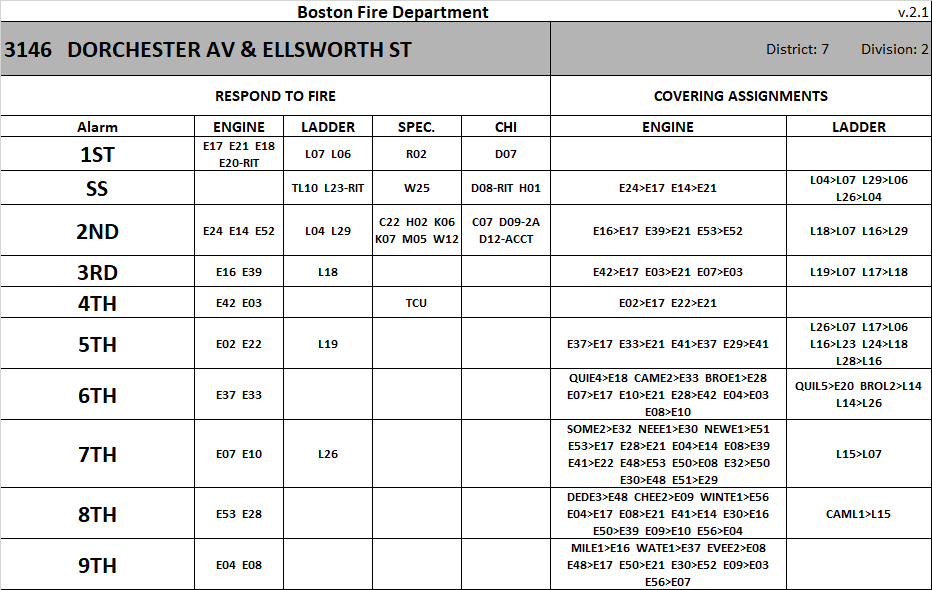 Boston Fire Department v.2.1
3146 DORCHESTER AV & ELLSWORTH ST District: 7 Division: 2
RESPOND TO FIRE COVERING ASSIGNMENTS
Alarm ENGINE LADDER SPEC. CHI ENGINE LADDER
1ST
E17 E21 E18
E20-RIT
L07 L06
R02
D07
SS
TL10 L23-RIT
W25
D08-RIT H01
E24>E17 E14>E21
L04>L07 L29>L06
L26>L04
2ND
E24 E14 E52
L04 L29
C22 H02 K06
K07 M05 W12
C07 D09-2A
D12-ACCT
E16>E17 E39>E21 E53>E52
L18>L07 L16>L29
3RD
E16 E39
L18
E42>E17 E03>E21 E07>E03
L19>L07 L17>L18
4TH
E42 E03
TCU
E02>E17 E22>E21
5TH
E02 E22
L19
E37>E17 E33>E21 E41>E37 E29>E41
L26>L07 L17>L06
L16>L23 L24>L18
L28>L16
6TH
E37 E33
QUIE4>E18 CAME2>E33 BROE1>E28
E07>E17 E10>E21 E28>E42 E04>E03
E08>E10
QUIL5>E20 BROL2>L14
L14>L26
7TH
E07 E10
L26
SOME2>E32 NEEE1>E30 NEWE1>E51
E53>E17 E28>E21 E04>E14 E08>E39
E41>E22 E48>E53 E50>E08 E32>E50
E30>E48 E51>E29
L15>L07
8TH
E53 E28
DEDE3>E48 CHEE2>E09 WINTE1>E56
E04>E17 E08>E21 E41>E14 E30>E16
E50>E39 E09>E10 E56>E04
CAML1>L15
9TH
E04 E08
MILE1>E16 WATE1>E37 EVEE2>E08
E48>E17 E50>E21 E30>E52 E09>E03
E56>E07